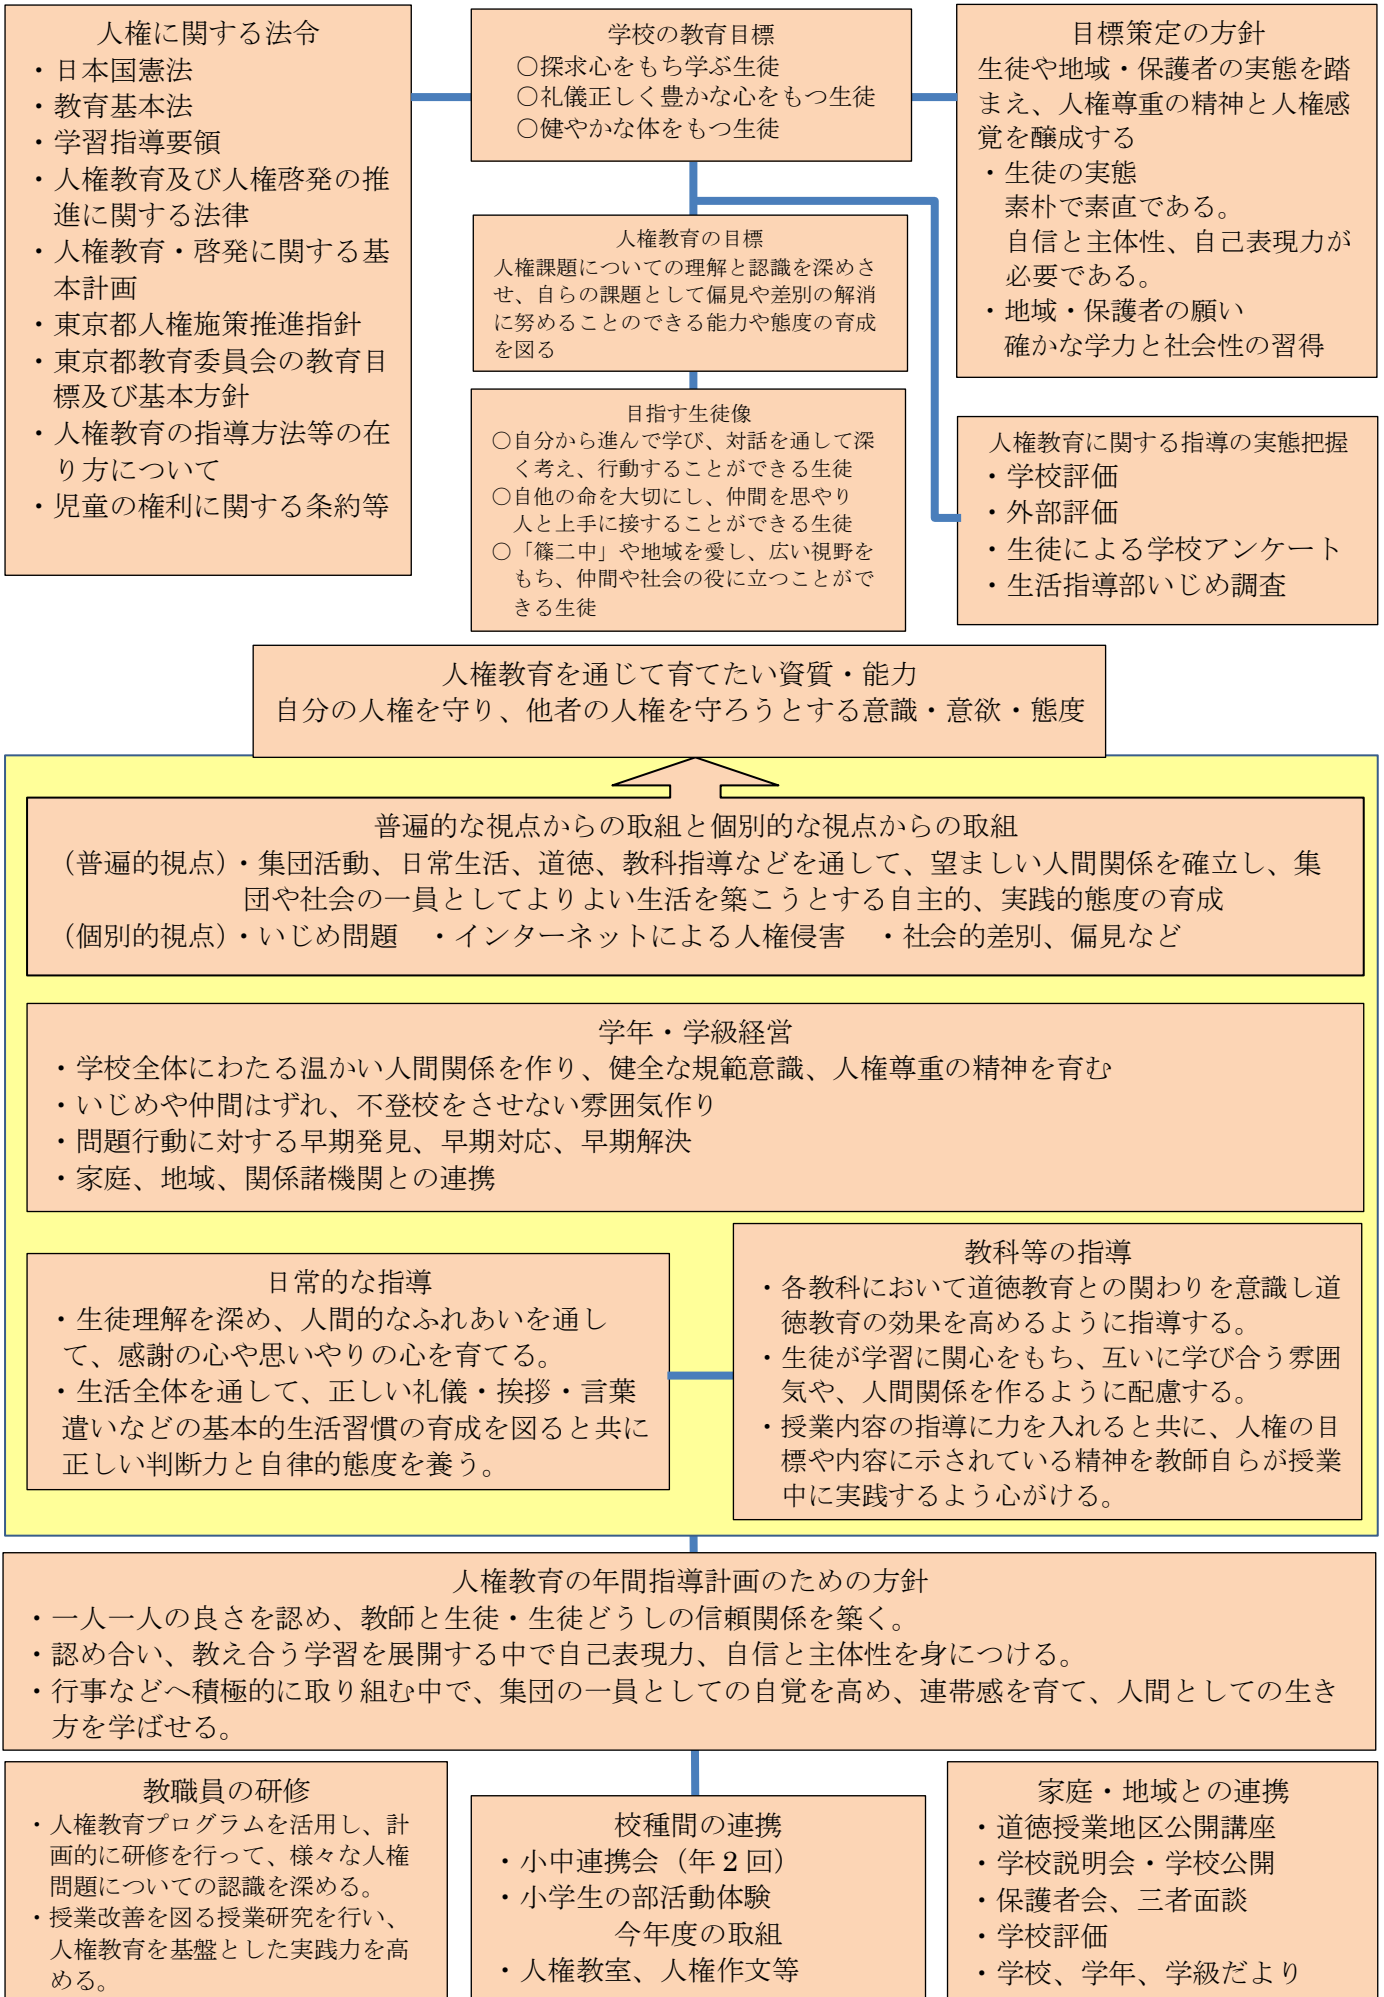 人権に関する法令
・日本国憲法
・教育基本法
・学習指導要領
・人権教育及び人権啓発の推
進に関する法律
・人権教育・啓発に関する基
本計画
・東京都人権施策推進指針
・東京都教育委員会の教育目
標及び基本方針
・人権教育の指導方法等の在
り方について
・児童の権利に関する条約等
学校の教育目標
○探求心をもち学ぶ生徒
○礼儀正しく豊かな心をもつ生徒
○健やかな体をもつ生徒
目標策定の方針
生徒や地域・保護者の実態を踏
まえ、人権尊重の精神と人権感
覚を醸成する
・生徒の実態
素朴で素直である。
自信と主体性、自己表現力が
必要である。
・地域・保護者の願い
確かな学力と社会性の習得
人権教育の目標
人権課題についての理解と認識を深めさ
せ、自らの課題として偏見や差別の解消
に努めることのできる能力や態度の育成
を図る
目指す生徒像
○自分から進んで学び、対話を通して深
く考え、行動することができる生徒
○自他の命を大切にし、仲間を思やり
人と上手に接することができる生徒
○「篠二中」や地域を愛し、広い視野を
もち、仲間や社会の役に立つことがで
きる生徒
人権教育に関する指導の実態把握
・学校評価
・外部評価
・生徒による学校アンケート
・生活指導部いじめ調査
人権教育を通じて育てたい資質・能力
自分の人権を守り、他者の人権を守ろうとする意識・意欲・態度
普遍的な視点からの取組と個別的な視点からの取組
（普遍的視点）・集団活動、日常生活、道徳、教科指導などを通して、望ましい人間関係を確立し、集
団や社会の一員としてよりよい生活を築こうとする自主的、実践的態度の育成
（個別的視点）・いじめ問題　・インターネットによる人権侵害　・社会的差別、偏見など
学年・学級経営
・学校全体にわたる温かい人間関係を作り、健全な規範意識、人権尊重の精神を育む
・いじめや仲間はずれ、不登校をさせない雰囲気作り
・問題行動に対する早期発見、早期対応、早期解決
・家庭、地域、関係諸機関との連携
日常的な指導
・生徒理解を深め、人間的なふれあいを通し
て、感謝の心や思いやりの心を育てる。
・生活全体を通して、正しい礼儀・挨拶・言葉
遣いなどの基本的生活習慣の育成を図ると共に
正しい判断力と自律的態度を養う。
教科等の指導
・各教科において道徳教育との関わりを意識し道
徳教育の効果を高めるように指導する。
・生徒が学習に関心をもち、互いに学び合う雰囲
気や、人間関係を作るように配慮する。
・授業内容の指導に力を入れると共に、人権の目
標や内容に示されている精神を教師自らが授業
中に実践するよう心がける。
人権教育の年間指導計画のための方針
・一人一人の良さを認め、教師と生徒・生徒どうしの信頼関係を築く。
・認め合い、教え合う学習を展開する中で自己表現力、自信と主体性を身につける。
・行事などへ積極的に取り組む中で、集団の一員としての自覚を高め、連帯感を育て、人間としての生き
方を学ばせる。
教職員の研修
・人権教育プログラムを活用し、計
画的に研修を行って、様々な人権
問題についての認識を深める。
・授業改善を図る授業研究を行い、
人権教育を基盤とした実践力を高
める。
校種間の連携
・小中連携会（年２回）
・小学生の部活動体験
今年度の取組
・人権教室、人権作文等
家庭・地域との連携
・道徳授業地区公開講座
・学校説明会・学校公開
・保護者会、三者面談
・学校評価
・学校、学年、学級だより